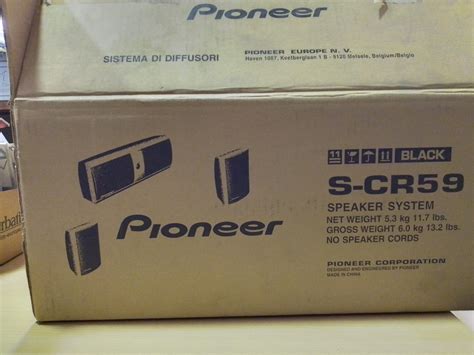 Pioneer
SISTEMA DI DIFFUSORI
PIONEER EUROPE N. V.
Haven 1087, Keetberglaan 1 B - 9120 Melsele, Belgium/Belgio
11 11 BLACK
S-CR59
SPEAKER SYSTEM
NET WEIGHT 5.3 kg 11.7 lbs.
GROSS WEIGHT 6.0 kg 13.2 lbs.
NO SPEAKER CORDS
Pioneer
PIONEER CORPORATION
DESIGNED AND ENGINEERED BY PIONEER
MADE IN CHINA